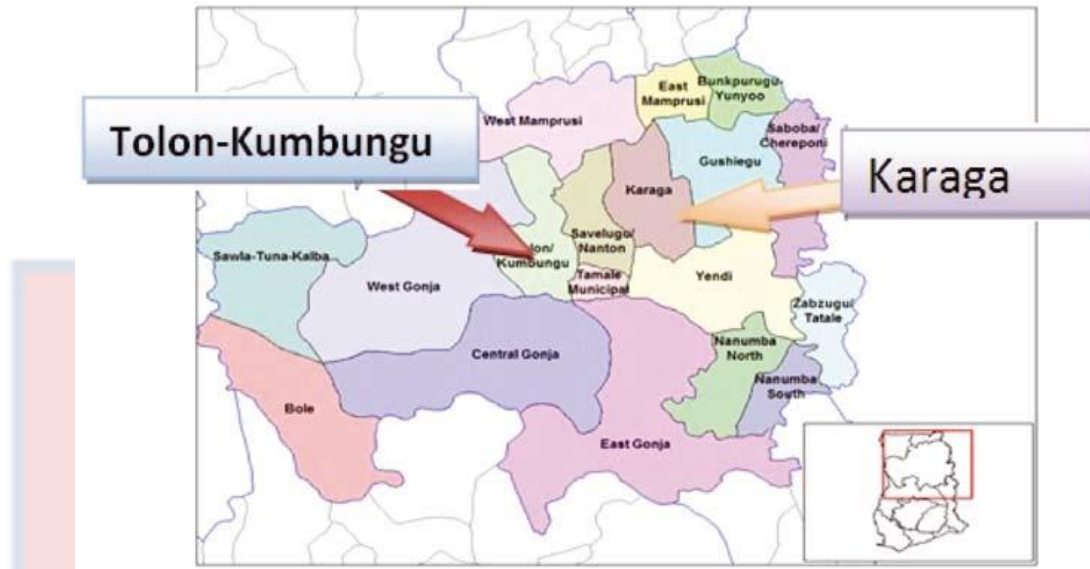 East
Mamprusi
Bunkpurugu-
Yunyoo
West Mamprusi
Tolon-Kumbungu
Saboba/
Chereponi
Gushiegu
Karaga
Karaga
Savelugo/
Nanton
lon/
Kumbungu
Sawla-Tuna-Kalba
West Gonja
Tamale
Municipal
Yendi
Zabzugu/
Tatale
Central Gonja
Nanumba
North
Nanumba
South
Bole
East Gonja